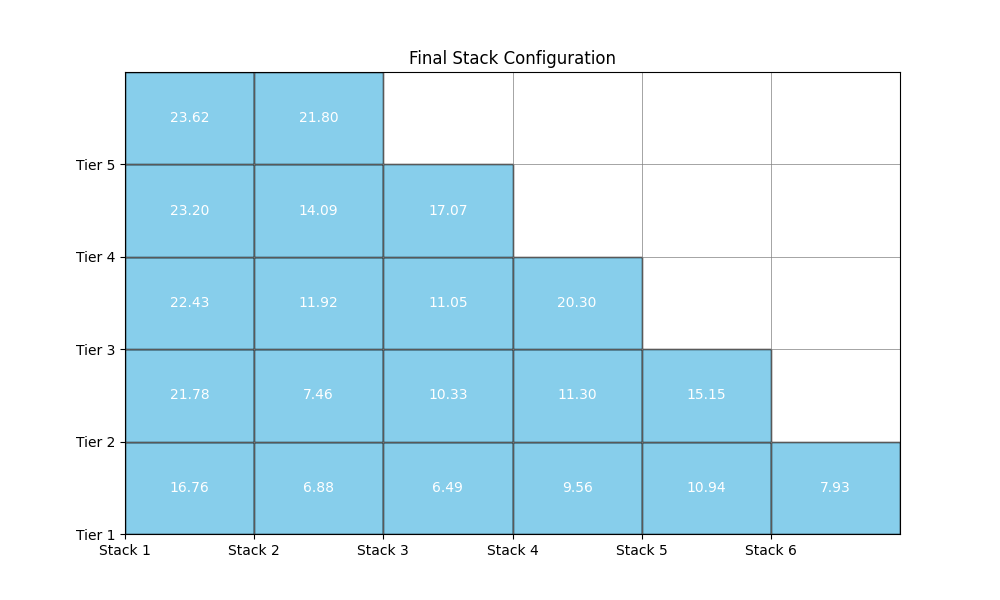 Final Stack Configuration
23.62 21.80
Tier 5
23.20 14.09 17.07
Tier 4
22.43 11.92 11.05 20.30
Tier 3
21.78 7.46 10.33 11.30 15.15
Tier 2
16.76 6.88 6.49 9.56 10.94 7.93
Tier 1
Stack 1 Stack 2 Stack 3 Stack 4 Stack 5 Stack 6